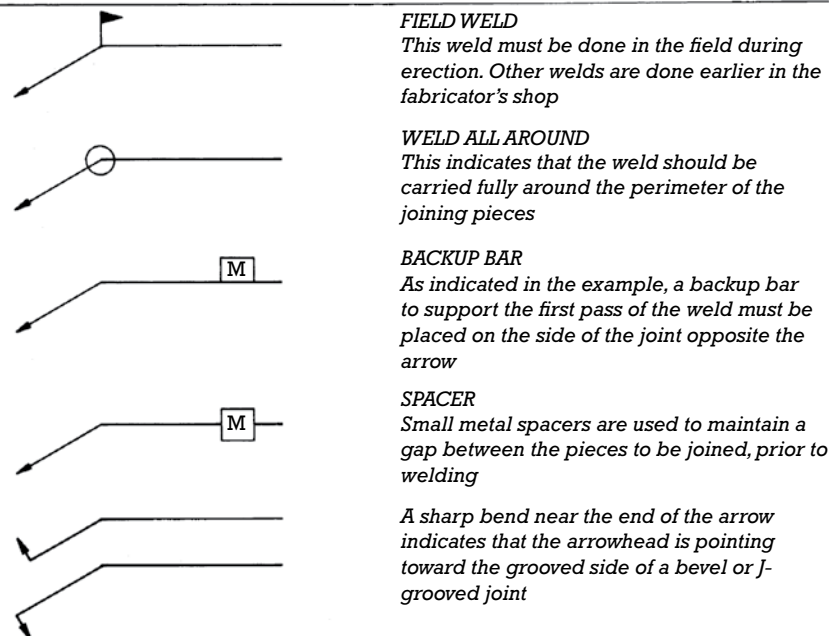 FIELD WELD
This weld must be done in the field during
erection. Other welds are done earlier in the
fabricator's shop
WELD ALL AROUND
This indicates that the weld should be
carried fully around the perimeter of the
joining pieces
M
BACKUP BAR
As indicated in the example, a backup bar
to support the first pass of the weld must be
placed on the side of the joint opposite the
arrow
M
SPACER
Small metal spacers are used to maintain a
gap between the pieces to be joined, prior to
welding
A sharp bend near the end of the arrow
indicates that the arrowhead is pointing
toward the grooved side of a bevel or J-
grooved joint